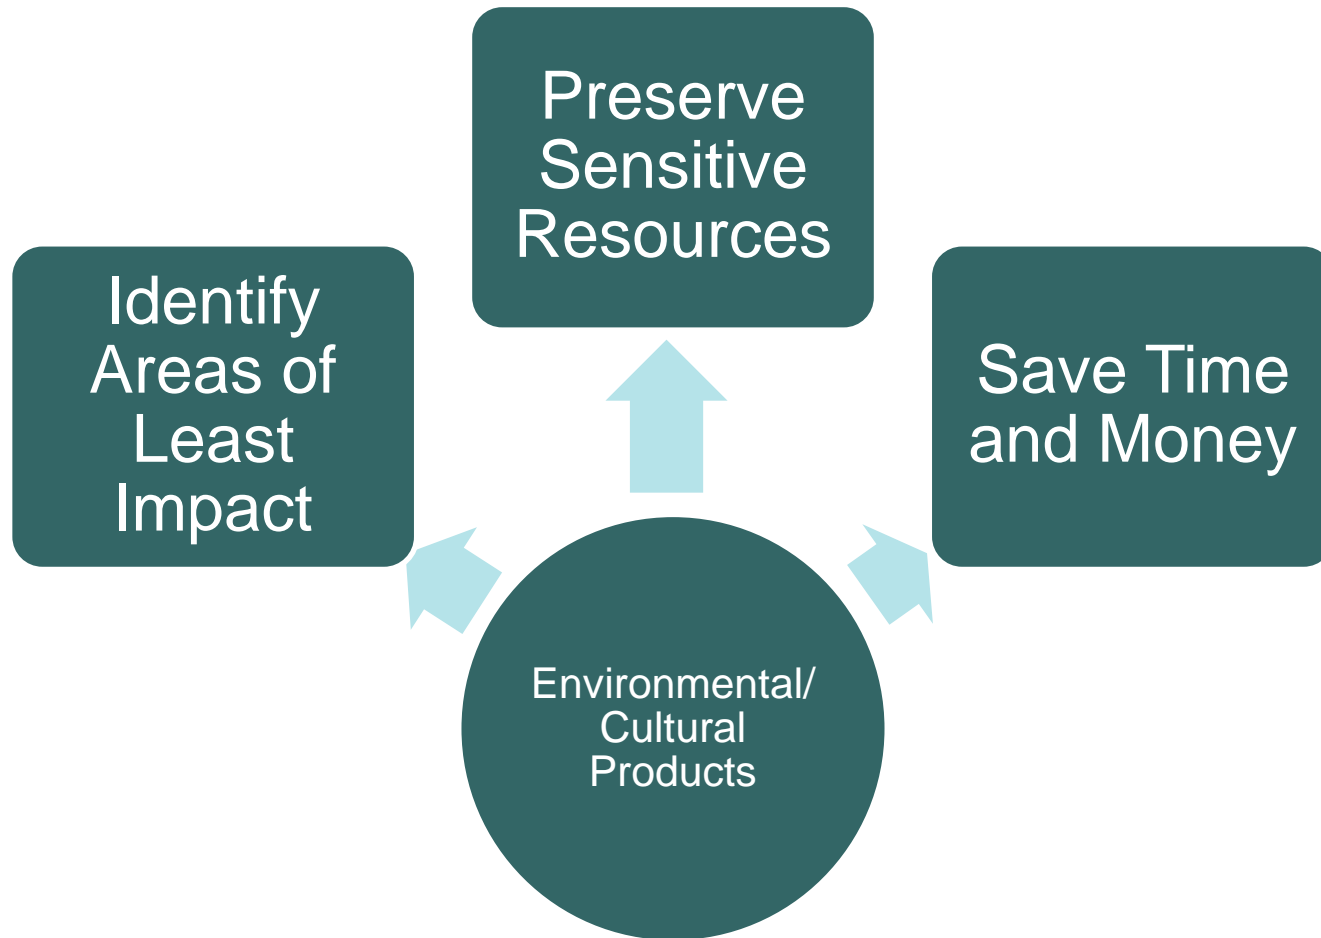 Preserve
Sensitive
Resources
Identify
Areas of
Least
Impact
Save Time
and Money
Environmental/
Cultural
Products